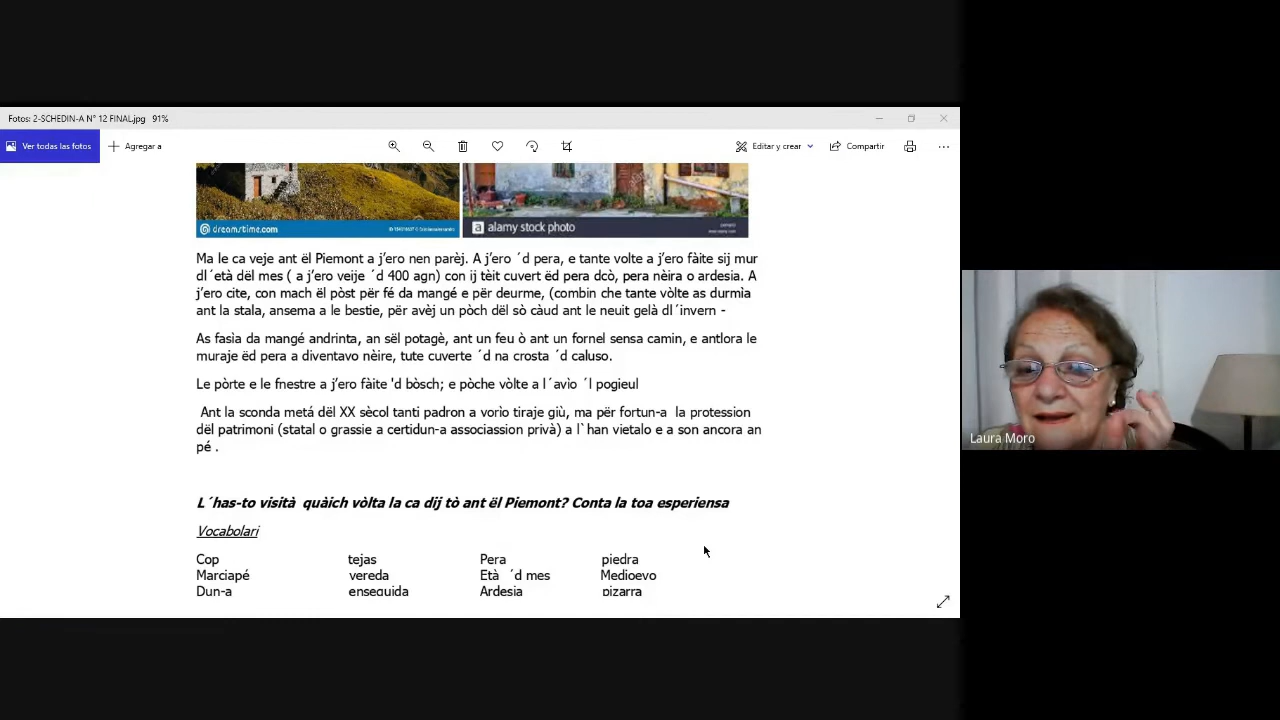 Fotos: 2-SCHEDIN-A N° 12 FINAL.jpg 91%
Ver todas las fotos
Agregar a
Editar y crear
Compartir
dreamstime.com
a alamy stock photo
Ma le ca veje ant ël Piemont a j’ero nen parèj. A j’ero ´d pera, e tante volte a j’ero fàite sij mur
dl´età dël mes ( a j’ero veije ´d 400 agn) con ij tèit cuvert ëd pera dcò, pera nèira o ardesia. A
j’ero cite, con mach ël pòst për fé da mangé e për deurme, (combin che tante vòlte as durmìa
ant la stala, ansema a le bestie, për avèj un pòch dël sò càud ant le neuit gelà dl´invern -
As fasìa da mangé andrinta, an sël potagè, ant un feu ò ant un fornel sensa camin, e antlora le
muraje ëd pera a diventavo nèire, tute cuverte ´d na crosta ´d caluso.
Le pòrte e le fnestre a j’ero fàite 'd bòsch; e pòche vòlte a l´avìo ´l pogieul
Ant la sconda metá dël XX sècol tanti padron a vorìo tiraje giù, ma për fortun-a la protession
dël patrimoni (statal o grassie a certidun-a associassion privà) a l`han vietalo e a son ancora an
pé .
L´has-to visità quàich vòlta la ca dij tò ant ël Piemont? Conta la toa esperiensa
Vocabolari
Cop tejas Pera piedra
Marciapé vereda Età ´d mes Medioevo
Dun-a enseguida Ardesia pizarra
Laura Moro